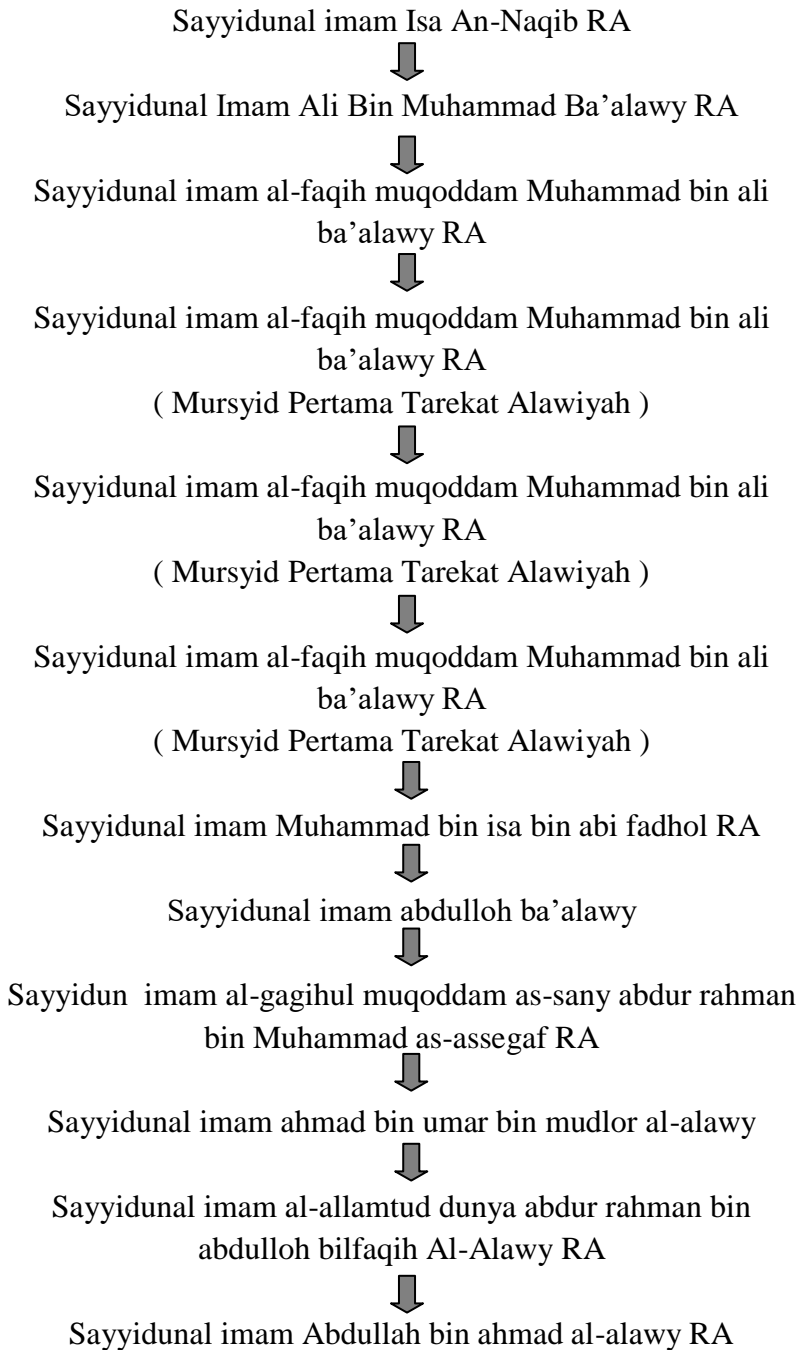 Sayyidunal imam Isa An-Naqib RA
Sayyidunal Imam Ali Bin Muhammad Ba’alawy RA
Sayyidunal imam al-faqih muqoddam Muhammad bin ali
ba’alawy RA
Sayyidunal imam al-faqih muqoddam Muhammad bin ali
ba’alawy RA
( Mursyid Pertama Tarekat Alawiyah )
Sayyidunal imam al-faqih muqoddam Muhammad bin ali
ba’alawy RA
( Mursyid Pertama Tarekat Alawiyah )
Sayyidunal imam al-faqih muqoddam Muhammad bin ali
ba’alawy RA
( Mursyid Pertama Tarekat Alawiyah )
Sayyidunal imam Muhammad bin isa bin abi fadhol RA
Sayyidunal imam abdulloh ba’alawy
Sayyidun  imam al-gagihul muqoddam as-sany abdur rahman
bin Muhammad as-assegaf RA
Sayyidunal imam ahmad bin umar bin mudlor al-alawy
Sayyidunal imam al-allamtud dunya abdur rahman bin
abdulloh bilfaqih Al-Alawy RA
Sayyidunal imam Abdullah bin ahmad al-alawy RA